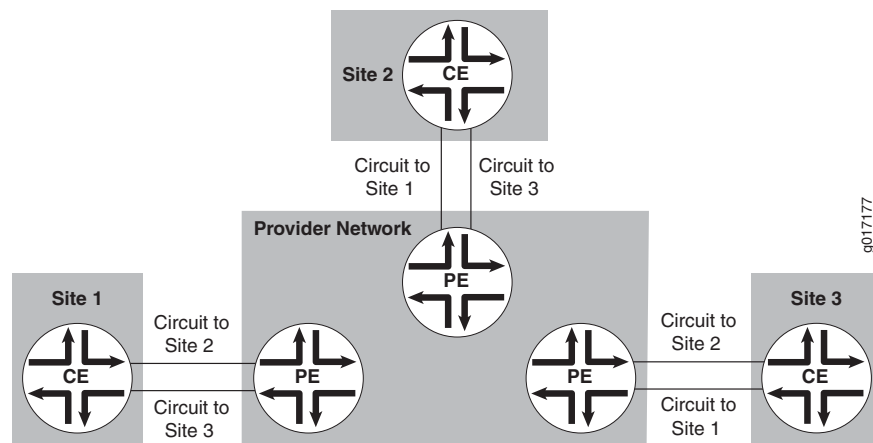 Site 2
CE
Circuit to
Site 1
Circuit to
Site 3
g017177
Provider Network
PE
Site 1
Site 3
Circuit to
Site 2
Circuit to
Site 2
CE
PE
PE
CE
Circuit to
Site 3
Circuit to
Site 1